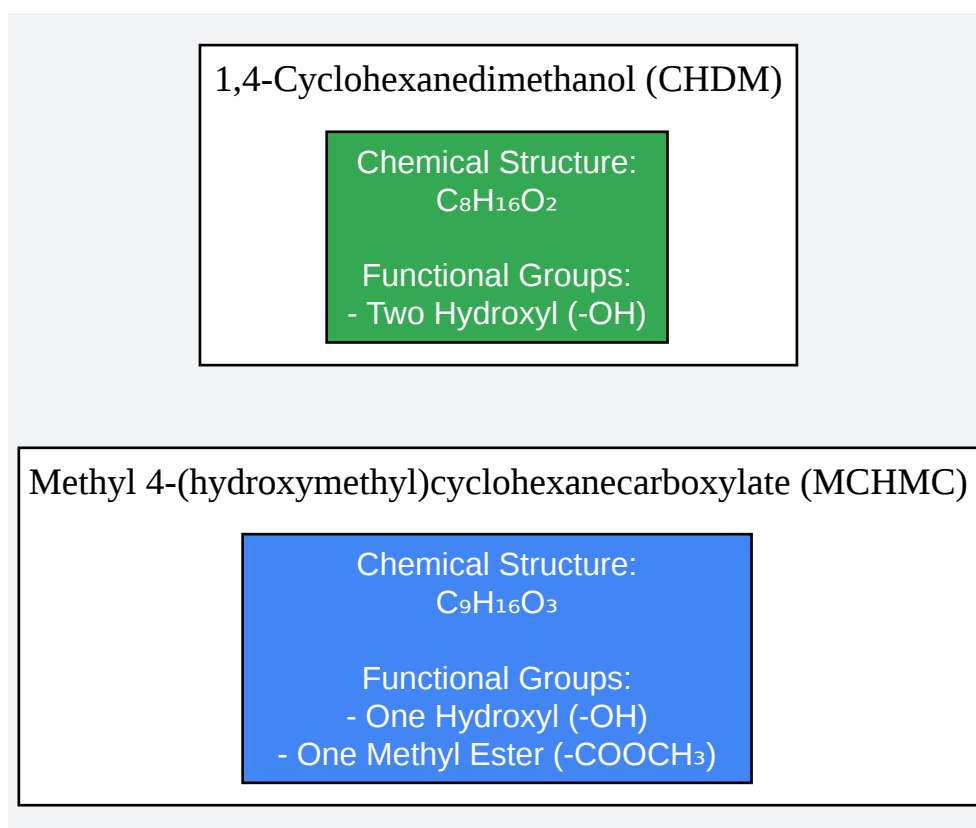 1,4-Cyclohexanedimethanol (CHDM)
Chemical Structure:
C₈H₁₆O₂
Functional Groups:
- Two Hydroxyl (-OH)
Methyl 4-(hydroxymethyl)cyclohexanecarboxylate (MCHMC)
Chemical Structure:
C₉H₁₆O₃
Functional Groups:
- One Hydroxyl (-OH)
- One Methyl Ester (-COOCH₃)